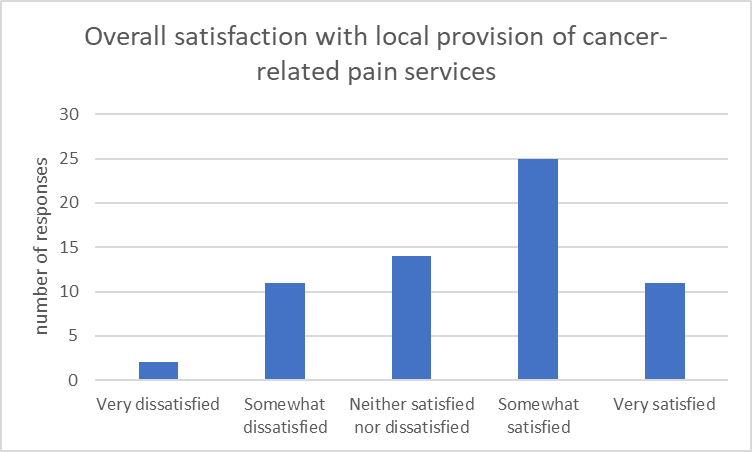 Overall satisfaction with local provision of cancer-
related pain services
number of responses
30
25
20
15
10
5
0
Very dissatisfied
Somewhat
dissatisfied
Neither satisfied
nor dissatisfied
Somewhat
satisfied
Very satisfied